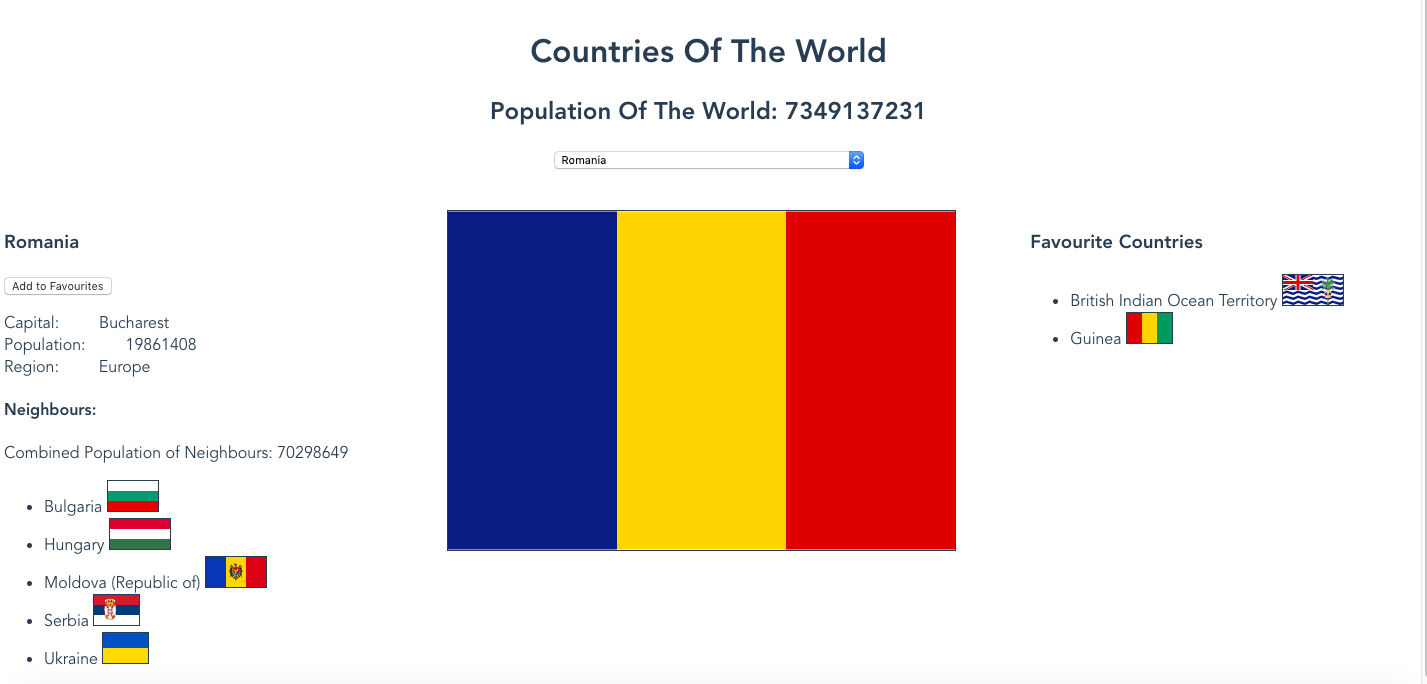 Countries Of The World
Population Of The World: 7349137231
Romania
Romania
Add to Favourites
Capital: Bucharest
Population: 19861408
Region: Europe
Neighbours:
Combined Population of Neighbours: 70298649
Bulgaria
Hungary
Moldova (Republic of)
Serbia
Ukraine
Favourite Countries
British Indian Ocean Territory
Guinea